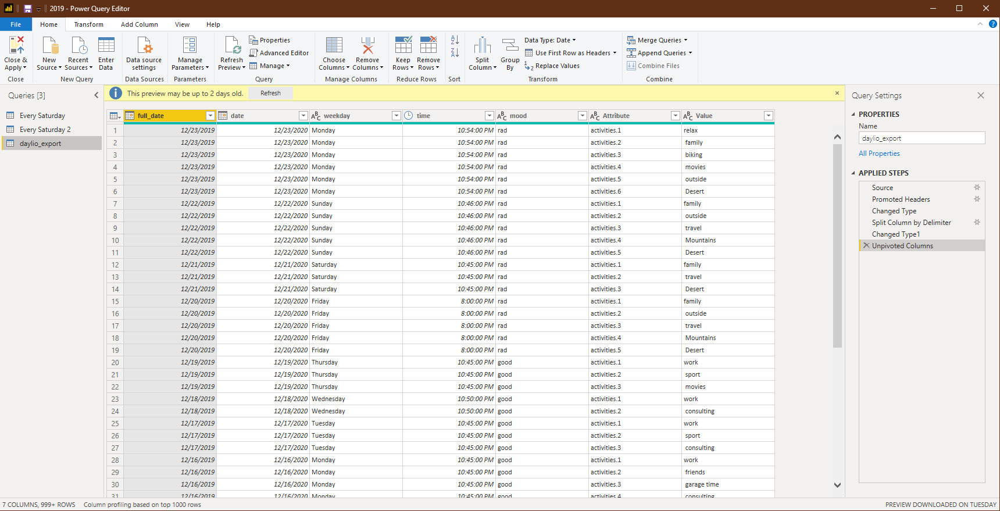 2019 - Power Query Editor
File Home Transform Add Column View Help
Close & Apply
New Source
Recent Sources
Enter Data
Data source settings
Manage Parameters
Refresh Preview
Properties
Advanced Editor
Manage
Choose Columns
Remove Columns
Keep Rows
Remove Rows
Split Column
Group By
Data Type: Date
Use First Row as Headers
Replace Values
Merge Queries
Append Queries
Combine Files
Close New Query Data Sources Parameters Query Manage Columns Reduce Rows Sort Transform Combine
Queries [3]
Every Saturday
Every Saturday 2
daylio_export
This preview may be up to 2 days old. Refresh
full_date date weekday time mood Attribute Value
1 12/23/2019 12/23/2020 Monday 10:54:00 PM rad activities.1 relax
2 12/23/2019 12/23/2020 Monday 10:54:00 PM rad activities.2 family
3 12/23/2019 12/23/2020 Monday 10:54:00 PM rad activities.3 biking
4 12/23/2019 12/23/2020 Monday 10:54:00 PM rad activities.4 movies
5 12/23/2019 12/23/2020 Monday 10:54:00 PM rad activities.5 outside
6 12/23/2019 12/23/2020 Monday 10:54:00 PM rad activities.6 Desert
7 12/22/2019 12/22/2020 Sunday 10:46:00 PM rad activities.1 family
8 12/22/2019 12/22/2020 Sunday 10:46:00 PM rad activities.2 outside
9 12/22/2019 12/22/2020 Sunday 10:46:00 PM rad activities.3 travel
10 12/22/2019 12/22/2020 Sunday 10:46:00 PM rad activities.4 Mountains
11 12/22/2019 12/22/2020 Sunday 10:46:00 PM rad activities.5 Desert
12 12/21/2019 12/21/2020 Saturday 10:45:00 PM rad activities.1 family
13 12/21/2019 12/21/2020 Saturday 10:45:00 PM rad activities.2 travel
14 12/21/2019 12/21/2020 Saturday 10:45:00 PM rad activities.3 Desert
15 12/20/2019 12/20/2020 Friday 8:00:00 PM rad activities.1 family
16 12/20/2019 12/20/2020 Friday 8:00:00 PM rad activities.2 outside
17 12/20/2019 12/20/2020 Friday 8:00:00 PM rad activities.3 travel
18 12/20/2019 12/20/2020 Friday 8:00:00 PM rad activities.4 Mountains
19 12/20/2019 12/20/2020 Friday 8:00:00 PM rad activities.5 Desert
20 12/19/2019 12/19/2020 Thursday 10:45:00 PM good activities.1 work
21 12/19/2019 12/19/2020 Thursday 10:45:00 PM good activities.2 sport
22 12/19/2019 12/19/2020 Thursday 10:45:00 PM good activities.3 movies
23 12/18/2019 12/18/2020 Wednesday 10:50:00 PM good activities.1 work
24 12/18/2019 12/18/2020 Wednesday 10:50:00 PM good activities.2 consulting
25 12/17/2019 12/17/2020 Tuesday 10:45:00 PM good activities.1 work
26 12/17/2019 12/17/2020 Tuesday 10:45:00 PM good activities.2 sport
27 12/17/2019 12/17/2020 Tuesday 10:45:00 PM good activities.3 consulting
28 12/16/2019 12/16/2020 Monday 10:45:00 PM good activities.1 work
29 12/16/2019 12/16/2020 Monday 10:45:00 PM good activities.2 friends
30 12/16/2019 12/16/2020 Monday 10:45:00 PM good activities.3 garage time
31 12/16/2019 12/16/2020 Monday 10:45:00 PM good activities.4 consulting
Query Settings
PROPERTIES
Name
daylio_export
All Properties
APPLIED STEPS
Source
Promoted Headers
Changed Type
Split Column by Delimiter
Changed Type1
Unpivoted Columns
7 COLUMNS, 999+ ROWS Column profiling based on top 1000 rows PREVIEW DOWNLOADED ON TUESDAY